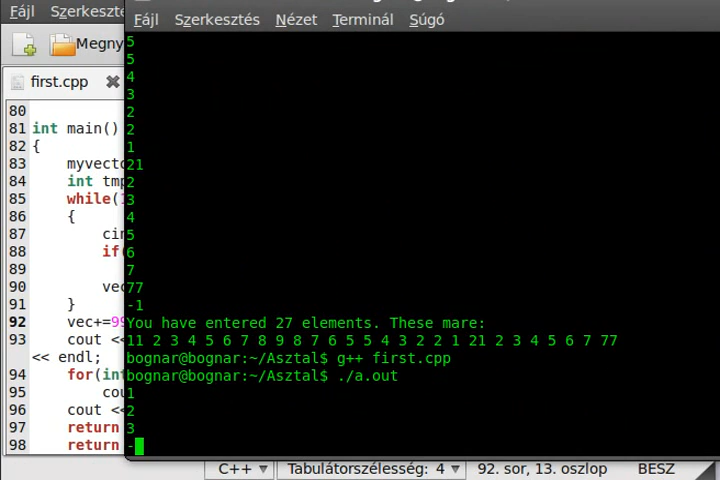 Fájl Szerkesztés
Megny
first.cpp
80
81 int main()
82 {
83 myvecto
84 int tmp
85 while(
86 {
87 cin
88 if(
89
90 vec
91 }
92 vec+=99
93 cout <<
<< endl;
94 for(int
95 cou
96 cout <<
97 return
98 return
Fájl Szerkesztés Nézet Terminál Súgó
5
5
4
3
2
2
1
21
2
3
4
5
6
7
77
-1
You have entered 27 elements. These mare:
11 2 3 4 5 6 7 8 9 8 7 6 5 5 4 3 2 2 1 21 2 3 4 5 6 7 77
bognar@bognar:~/Asztal$ g++ first.cpp
bognar@bognar:~/Asztal$ ./a.out
1
2
3
-
C++ Tabulátorszélesség: 4 92. sor, 13. oszlop BESZ